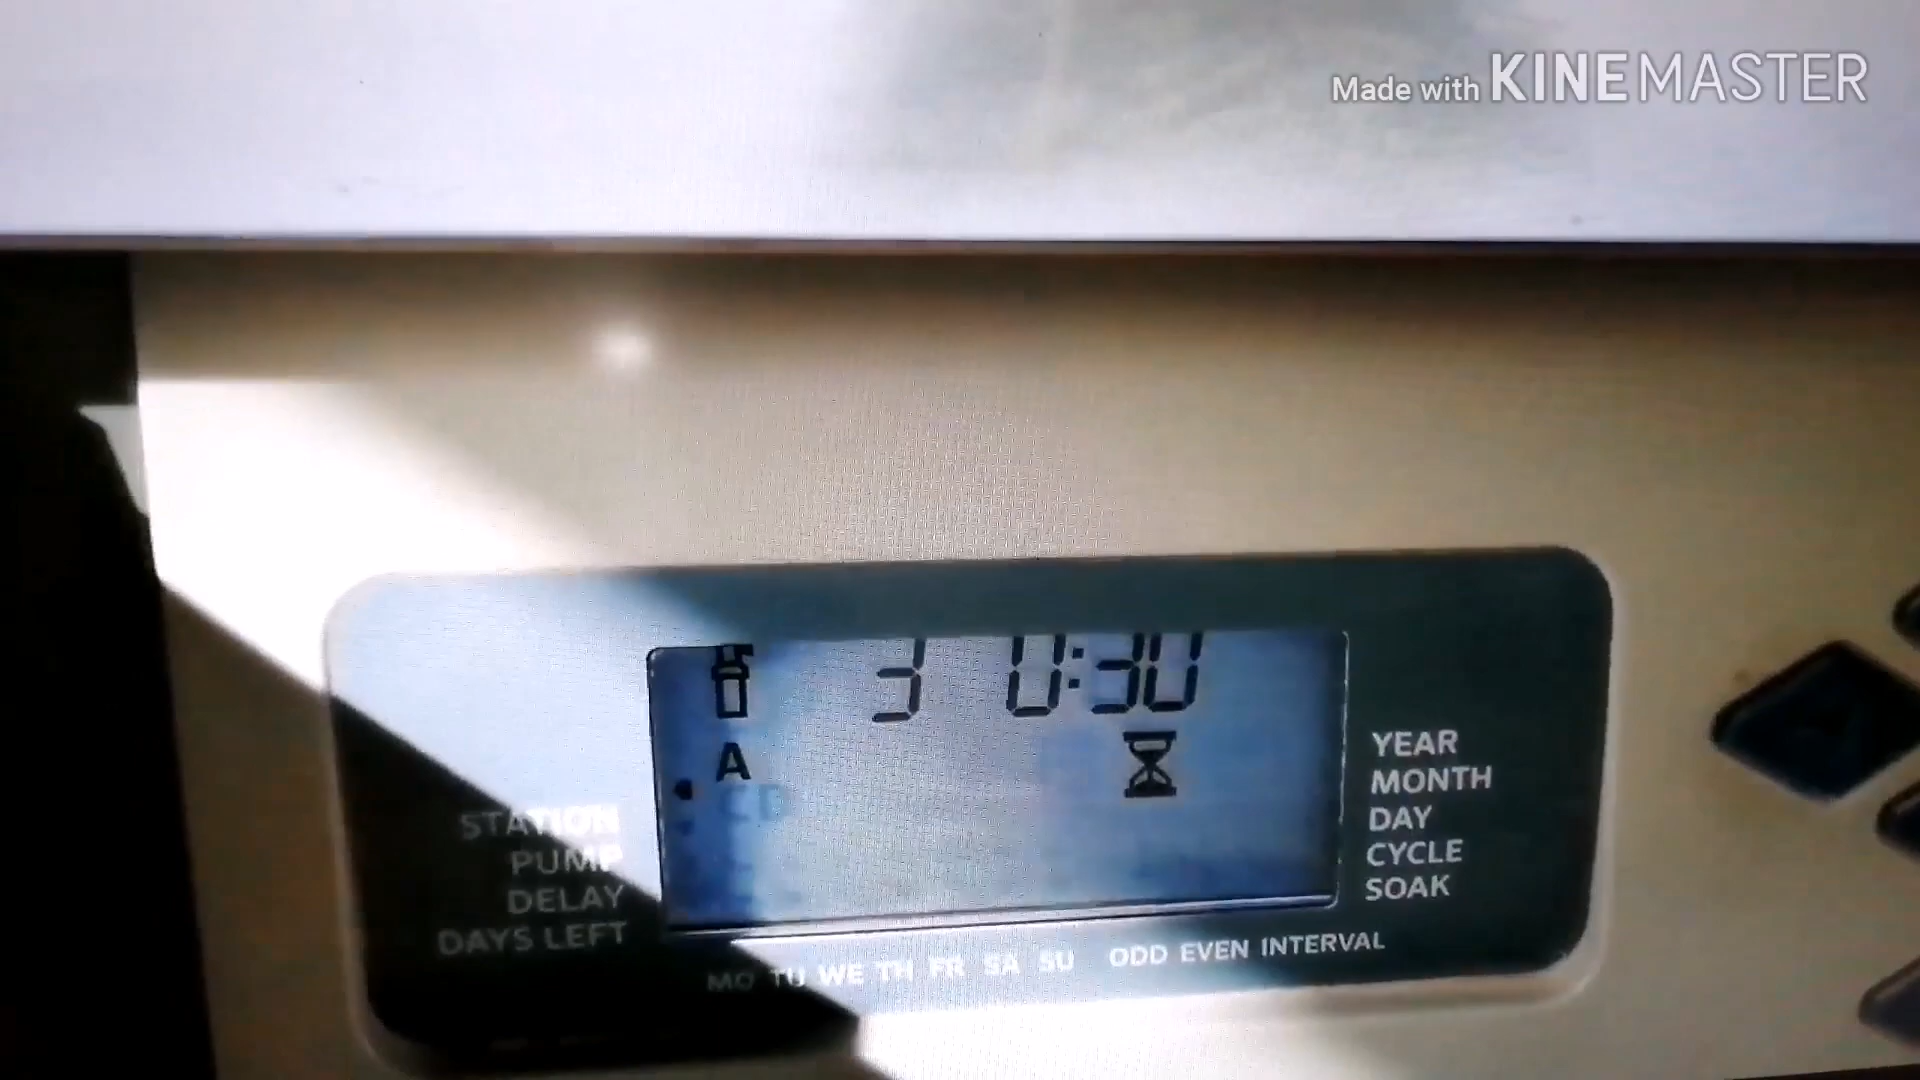 Made with KINEMASTER
3 0:30
A
STATION
PUMP
DELAY
DAYS LEFT
YEAR
MONTH
DAY
CYCLE
SOAK
MO TU WE TH FR SA SU ODD EVEN INTERVAL